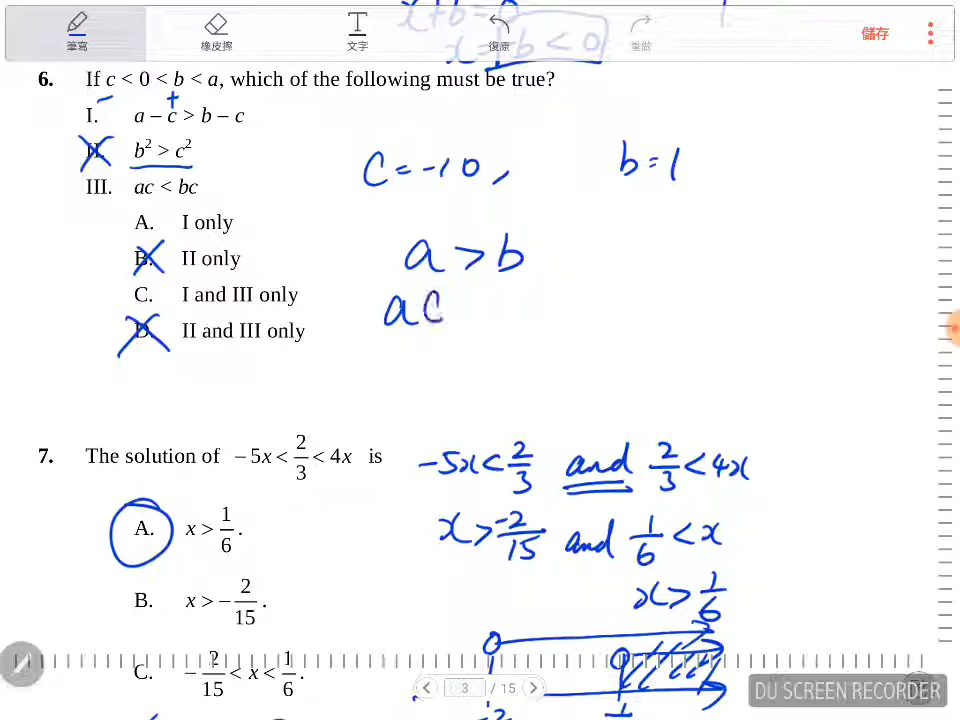 x+b=0
筆寫 橡皮擦 文字 復原 重做 儲存
x= b<0
6. If c < 0 < b < a, which of the following must be true?
− +
I. a − c > b − c
II. b² > c²
c=-10, b=1
III. ac < bc
A. I only
B. II only
a>b
C. I and III only
ac
D. II and III only
7. The solution of −5x < 2/3 < 4x is
-5x<2/3 and 2/3<4x
A. x > 1/6.
x>-2/15 and 1/6<x
B. x > −2/15.
x>1/6
C. −2/15 < x < 1/6.
3 / 15
DU SCREEN RECORDER